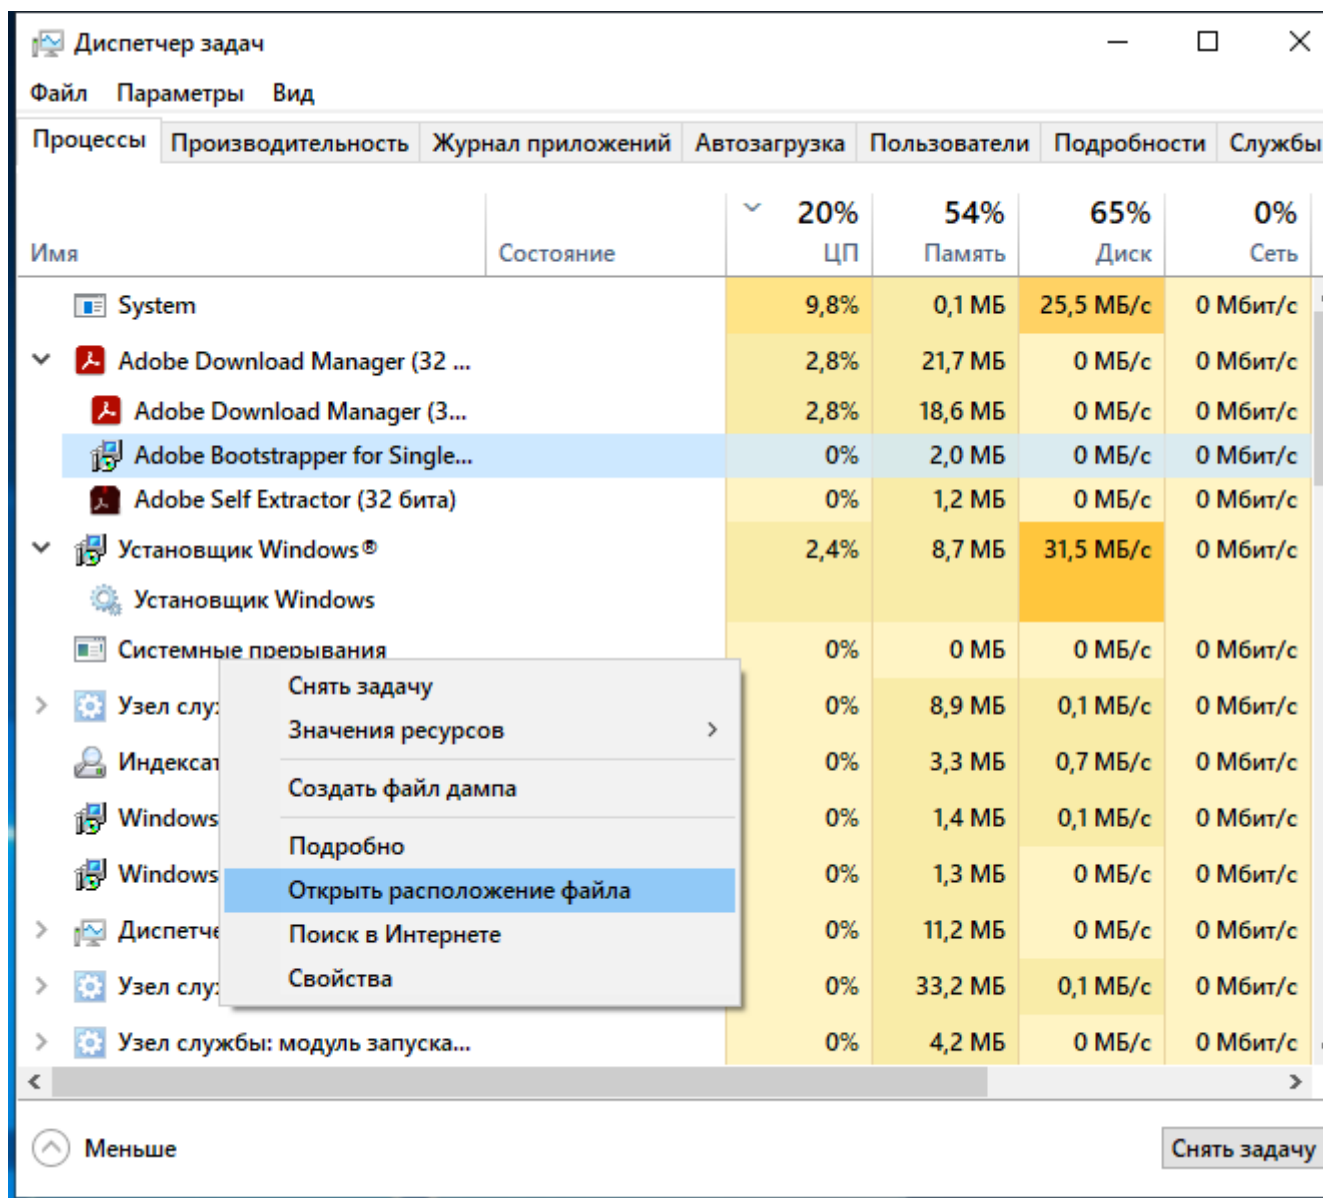 Диспетчер задач
Файл Параметры Вид
Процессы Производительность Журнал приложений Автозагрузка Пользователи Подробности Службы
20% 54% 65% 0%
Имя Состояние ЦП Память Диск Сеть
System 9,8% 0,1 МБ 25,5 МБ/с 0 Мбит/с
Adobe Download Manager (32 ... 2,8% 21,7 МБ 0 МБ/с 0 Мбит/с
Adobe Download Manager (3... 2,8% 18,6 МБ 0 МБ/с 0 Мбит/с
Adobe Bootstrapper for Single... 0% 2,0 МБ 0 МБ/с 0 Мбит/с
Adobe Self Extractor (32 бита) 0% 1,2 МБ 0 МБ/с 0 Мбит/с
Установщик Windows® 2,4% 8,7 МБ 31,5 МБ/с 0 Мбит/с
Установщик Windows
Системные прерывания 0% 0 МБ 0 МБ/с 0 Мбит/с
Снять задачу
Узел 0% 8,9 МБ 0,1 МБ/с 0 Мбит/с
Значения ресурсов
0% 3,3 МБ 0,7 МБ/с 0 Мбит/с
Создать файл дампа
Windows 0% 1,4 МБ 0,1 МБ/с 0 Мбит/с
Подробно
Windows 0% 1,3 МБ 0 МБ/с 0 Мбит/с
Открыть расположение файла
0% 11,2 МБ 0 МБ/с 0 Мбит/с
Поиск в Интернете
Узел 0% 33,2 МБ 0,1 МБ/с 0 Мбит/с
Свойства
Узел службы: модуль запуска... 0% 4,2 МБ 0 МБ/с 0 Мбит/с
Меньше Снять задачу